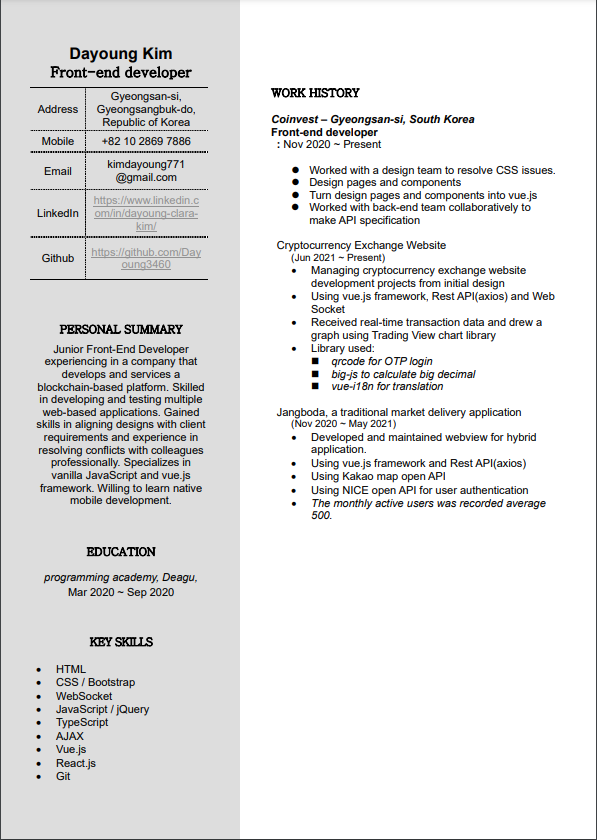 Dayoung Kim
Front-end developer
Address
Gyeongsan-si,
Gyeongsangbuk-do,
Republic of Korea
Mobile
+82 10 2869 7886
Email
kimdayoung771
@gmail.com
LinkedIn
https://www.linkedin.c
om/in/dayoung-clara-
kim/
Github
https://github.com/Day
oung3460
PERSONAL SUMMARY
Junior Front-End Developer
experiencing in a company that
develops and services a
blockchain-based platform. Skilled
in developing and testing multiple
web-based applications. Gained
skills in aligning designs with client
requirements and experience in
resolving conflicts with colleagues
professionally. Specializes in
vanilla JavaScript and vue.js
framework. Willing to learn native
mobile development.
EDUCATION
programming academy, Deagu,
Mar 2020 ~ Sep 2020
KEY SKILLS
• HTML
• CSS / Bootstrap
• WebSocket
• JavaScript / jQuery
• TypeScript
• AJAX
• Vue.js
• React.js
• Git
WORK HISTORY
Coinvest – Gyeongsan-si, South Korea
Front-end developer
: Nov 2020 ~ Present
● Worked with a design team to resolve CSS issues.
● Design pages and components
● Turn design pages and components into vue.js
● Worked with back-end team collaboratively to
make API specification
Cryptocurrency Exchange Website
(Jun 2021 ~ Present)
• Managing cryptocurrency exchange website
development projects from initial design
• Using vue.js framework, Rest API(axios) and Web
Socket
• Received real-time transaction data and drew a
graph using Trading View chart library
• Library used:
■ qrcode for OTP login
■ big-js to calculate big decimal
■ vue-i18n for translation
Jangboda, a traditional market delivery application
(Nov 2020 ~ May 2021)
• Developed and maintained webview for hybrid
application.
• Using vue.js framework and Rest API(axios)
• Using Kakao map open API
• Using NICE open API for user authentication
• The monthly active users was recorded average
500.